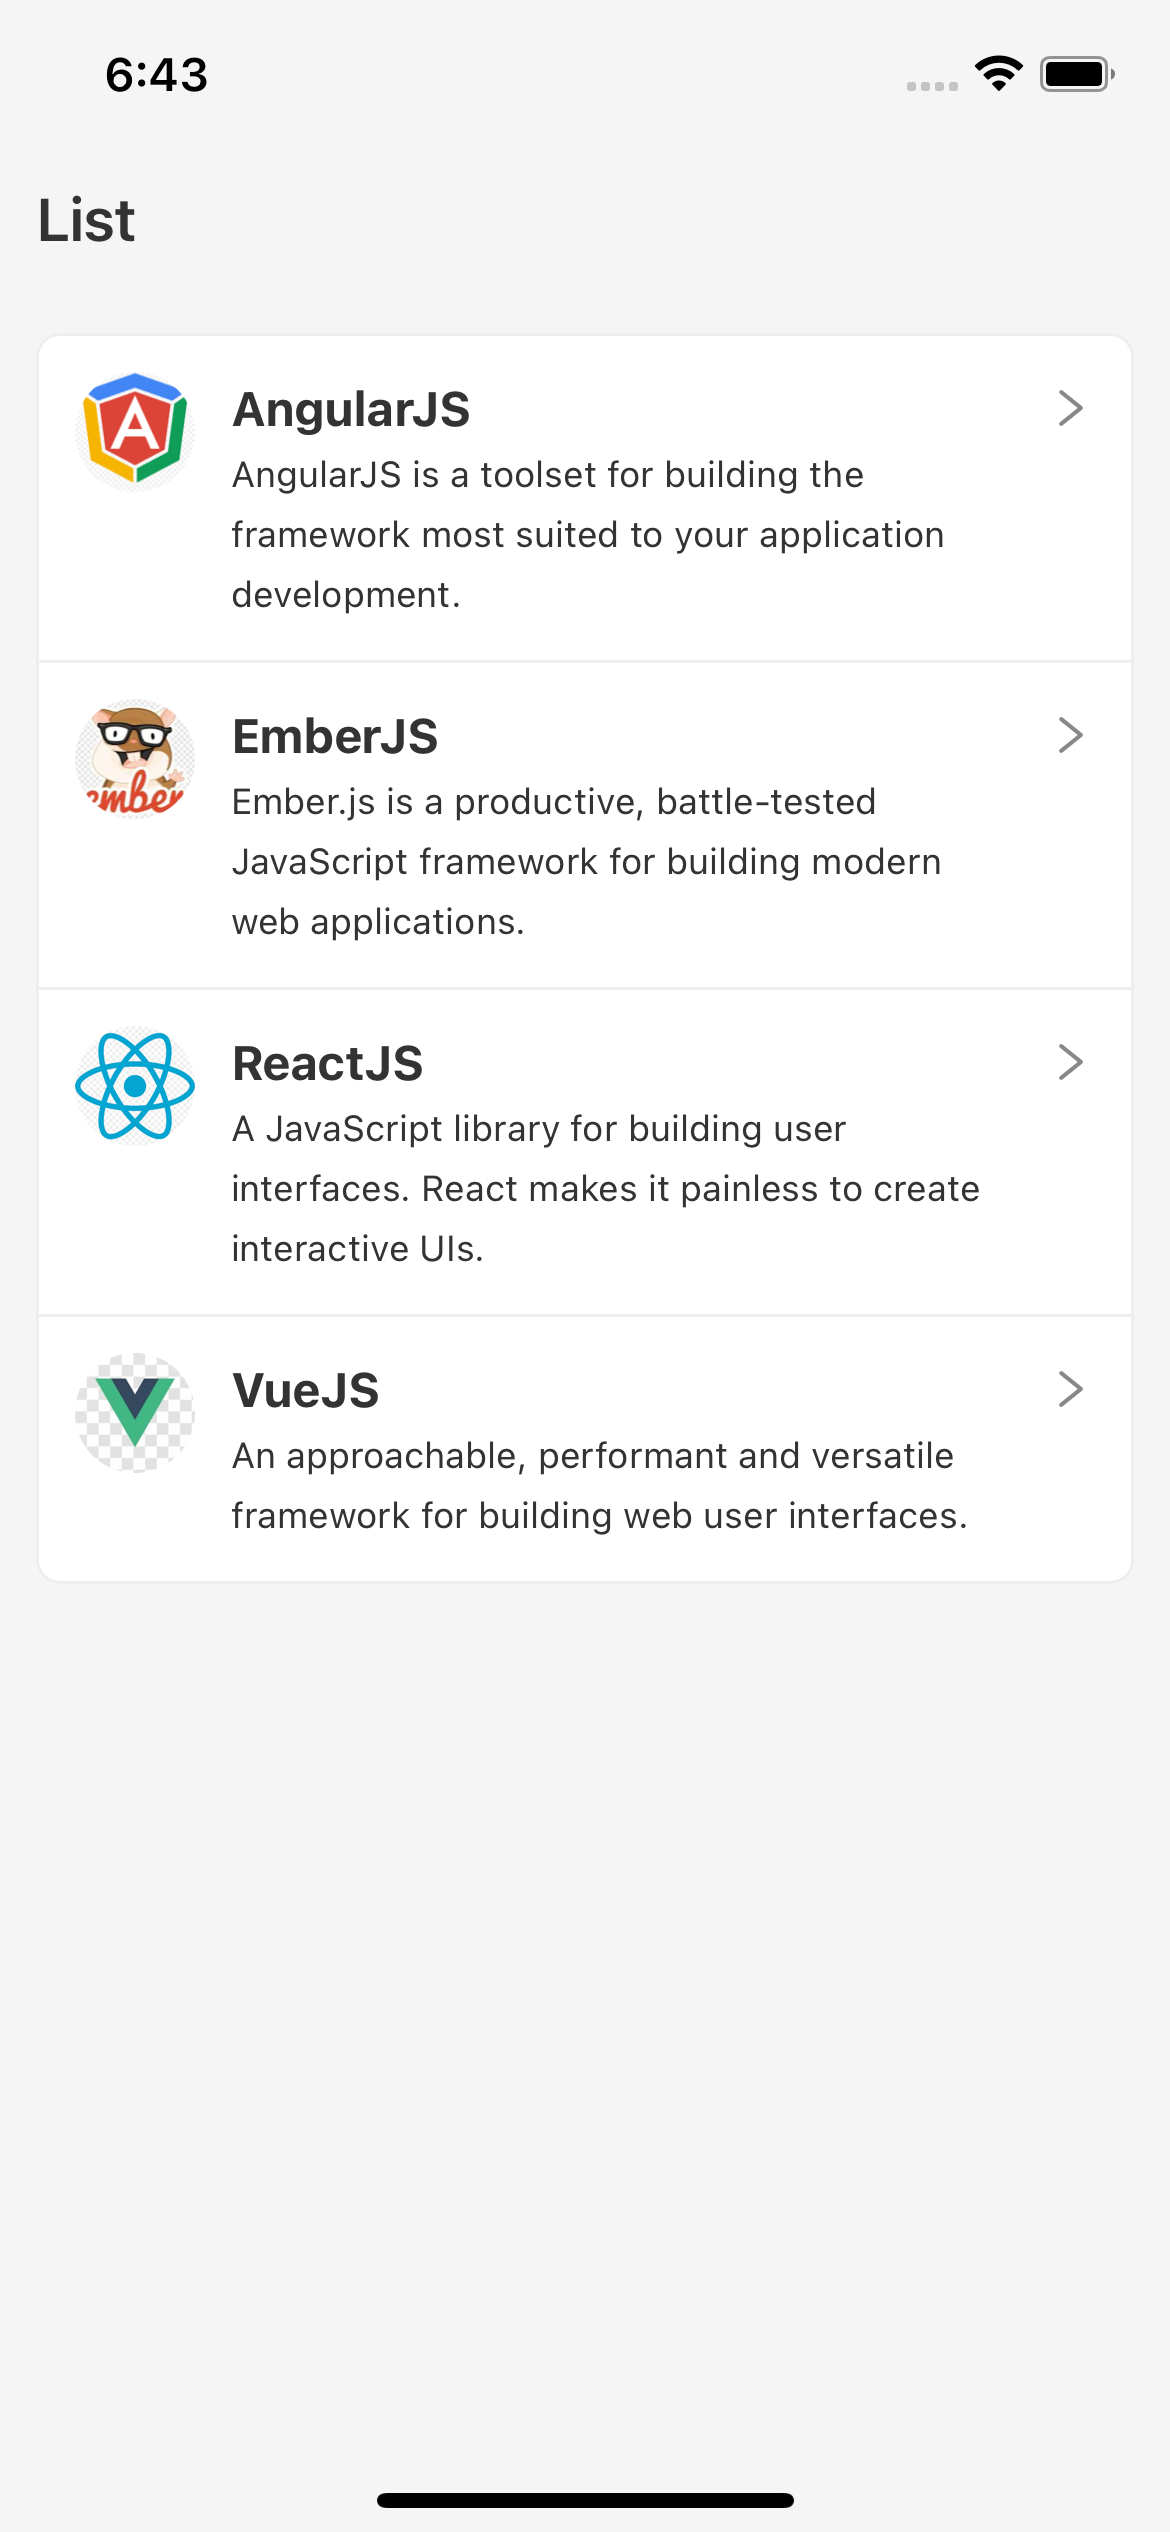 6:43
List
AngularJS
AngularJS is a toolset for building the
framework most suited to your application
development.
ember
EmberJS
Ember.js is a productive, battle-tested
JavaScript framework for building modern
web applications.
ReactJS
A JavaScript library for building user
interfaces. React makes it painless to create
interactive UIs.
VueJS
An approachable, performant and versatile
framework for building web user interfaces.